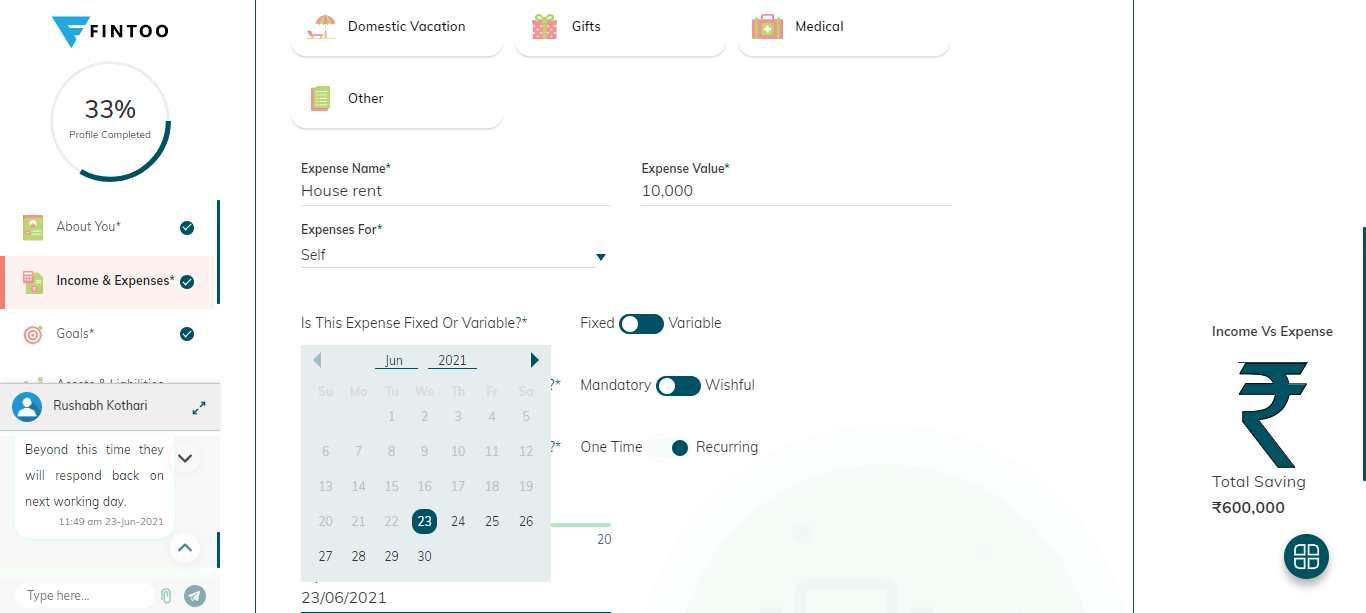 FINTOO
33%
Profile Completed
About You*
Income & Expenses*
Goals*
Assets & Liabilities
Rushabh Kothari
Beyond this time they
will respond back on
next working day.
11:49 am 23-Jun-2021
Type here...
Domestic Vacation
Gifts
Medical
Other
Expense Name*
House rent
Expense Value*
10,000
Expenses For*
Self
Is This Expense Fixed Or Variable?*
Fixed Variable
?* Mandatory Wishful
?* One Time Recurring
Jun 2021
Su Mo Tu We Th Fr Sa
1 2 3 4 5
6 7 8 9 10 11 12
13 14 15 16 17 18 19
20 21 22 23 24 25 26
27 28 29 30
20
23/06/2021
Income Vs Expense
₹
Total Saving
₹600,000